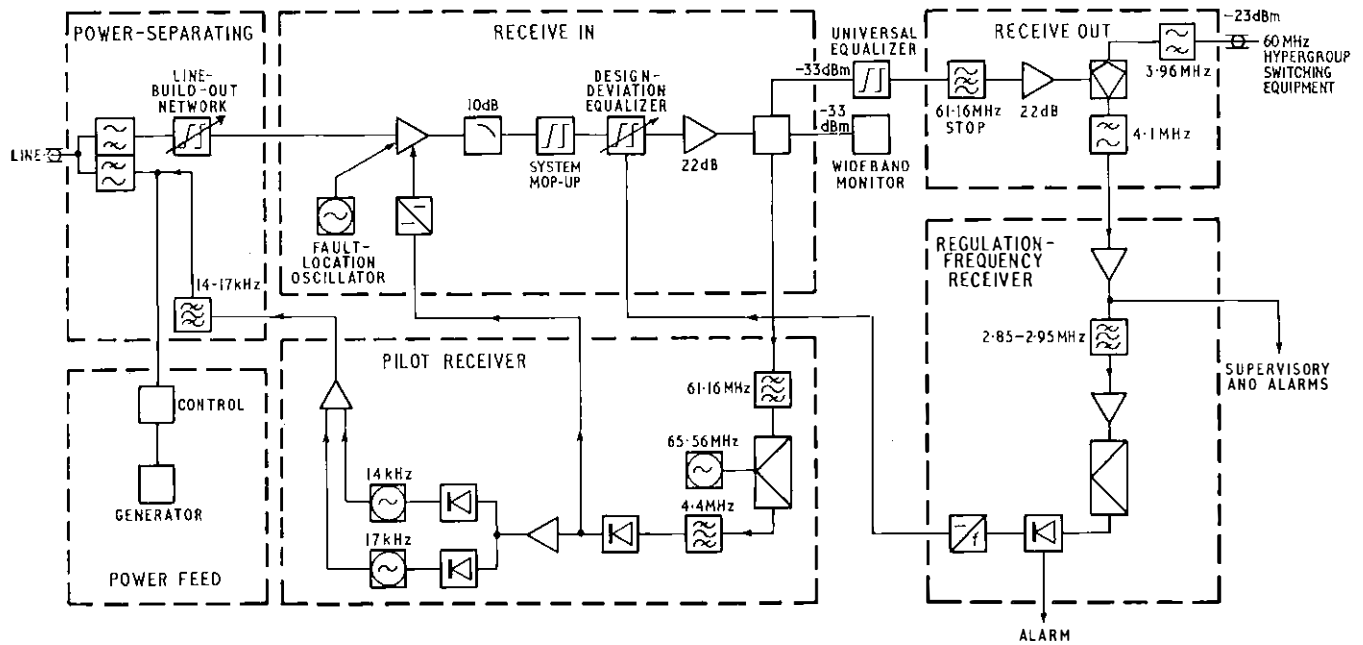 POWER-SEPARATING
LINE-
BUILD-OUT
NETWORK
LINE
14-17kHz
RECEIVE IN
10dB
DESIGN-
DEVIATION
EQUALIZER
SYSTEM
MOP-UP
22dB
FAULT-
LOCATION
OSCILLATOR
-33dBm
-33
dBm
UNIVERSAL
EQUALIZER
WIDEBAND
MONITOR
RECEIVE OUT
61·16MHz
STOP
22dB
3·96MHz
4·1MHz
-23dBm
60MHz
HYPERGROUP
SWITCHING
EQUIPMENT
POWER FEED
CONTROL
GENERATOR
PILOT RECEIVER
61·16MHz
65·56MHz
4·4MHz
14kHz
17kHz
REGULATION-
FREQUENCY
RECEIVER
2·85-2·95MHz
f
SUPERVISORY
AND ALARMS
ALARM